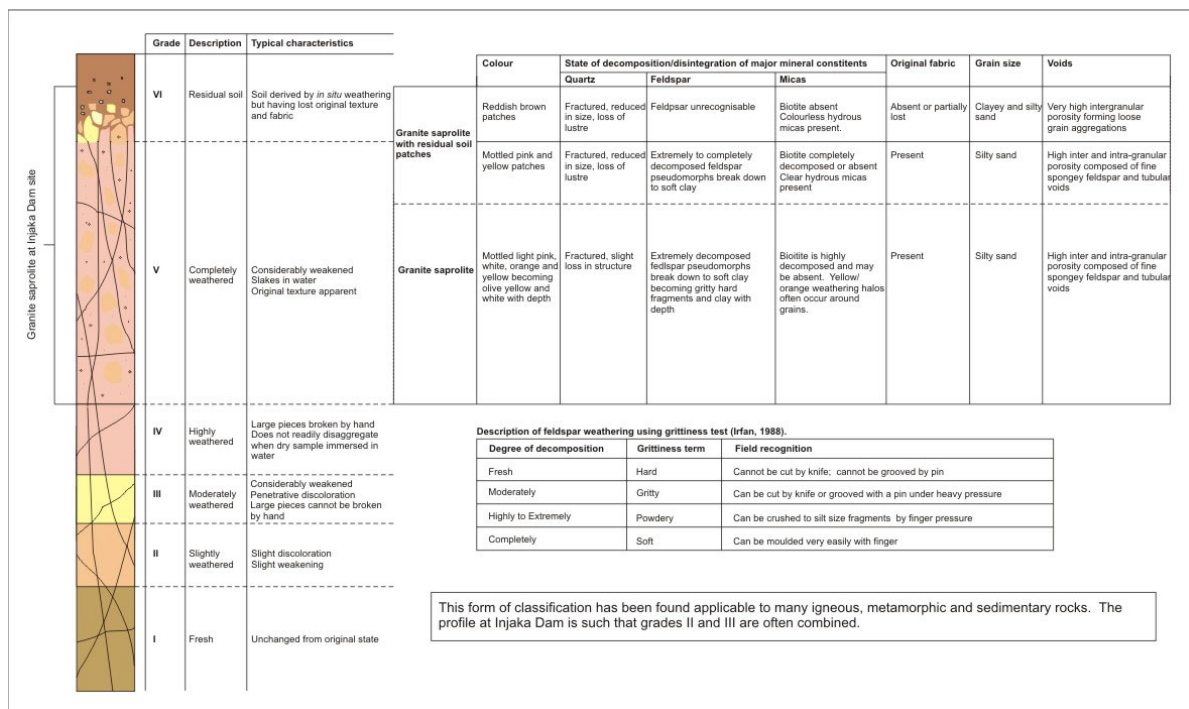 Grade Description Typical characteristics
VI Residual soil Soil derived by in situ weathering
but having lost original texture
and fabric
V Completely Considerably weakened
weathered Slakes in water
Original texture apparent
IV Highly Large pieces broken by hand
weathered Does not readily disaggregate
when dry sample immersed in
water
Considerably weakened
III Moderately Penetrative discoloration
weathered Large pieces cannot be broken
by hand
II Slightly Slight discoloration
weathered Slight weakening
I Fresh Unchanged from original state
Granite saprolite at Injaka Dam site
Colour State of decomposition/disintegration of major mineral constitents Original fabric Grain size Voids
Quartz Feldspar Micas
Granite saprolite
with residual soil
patches
Reddish brown
patches
Fractured, reduced
in size, loss of
lustre
Feldpsar unrecognisable
Biotite absent
Colourless hydrous
micas present.
Absent or partially
lost
Clayey and silty
sand
Very high intergranular
porosity forming loose
grain aggregations
Mottled pink and
yellow patches
Fractured, reduced
in size, loss of
lustre
Extremely to completely
decomposed feldspar
pseudomorphs break down
to soft clay
Biotite completely
decomposed or absent
Clear hydrous micas
present
Present
Silty sand
High inter and intra-granular
porosity composed of fine
spongey feldspar and tubular
voids
Granite saprolite
Mottled light pink,
white, orange and
yellow becoming
olive yellow and
white with depth
Fractured, slight
loss in structure
Extremely decomposed
fedlspar pseudomorphs
break down to soft clay
becoming gritty hard
fragments and clay with
depth
Bioitite is highly
decomposed and may
be absent. Yellow/
orange weathering halos
often occur around
grains.
Present
Silty sand
High inter and intra-granular
porosity composed of fine
spongey feldspar and tubular
voids
Description of feldspar weathering using grittiness test (Irfan, 1988).
Degree of decomposition Grittiness term Field recognition
Fresh Hard Cannot be cut by knife; cannot be grooved by pin
Moderately Gritty Can be cut by knife or grooved with a pin under heavy pressure
Highly to Extremely Powdery Can be crushed to silt size fragments by finger pressure
Completely Soft Can be moulded very easily with finger
This form of classification has been found applicable to many igneous, metamorphic and sedimentary rocks. The
profile at Injaka Dam is such that grades II and III are often combined.